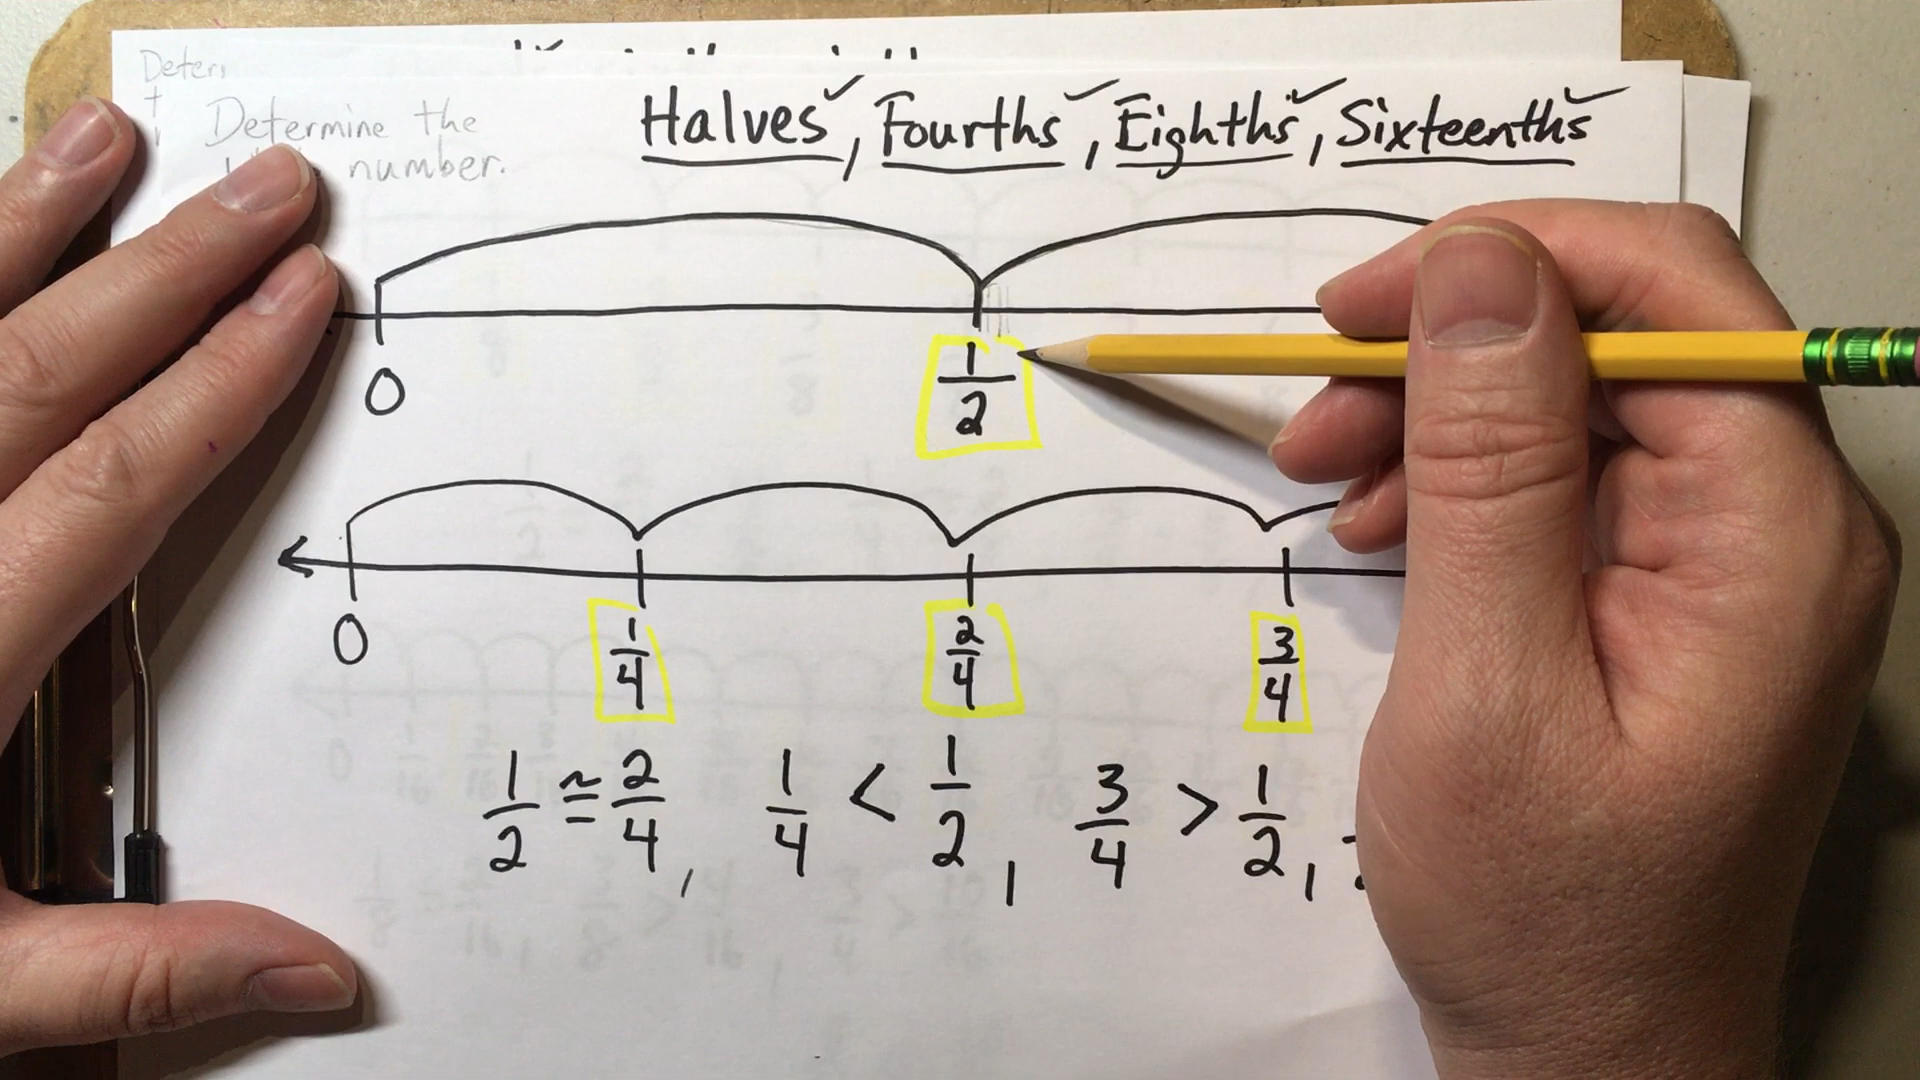 Deter
Determine the
number.
Halves, Fourths, Eighths, Sixteenths
0 1/2
0 1/4 2/4 3/4
1/2 ≅ 2/4, 1/4 < 1/2, 3/4 > 1/2,